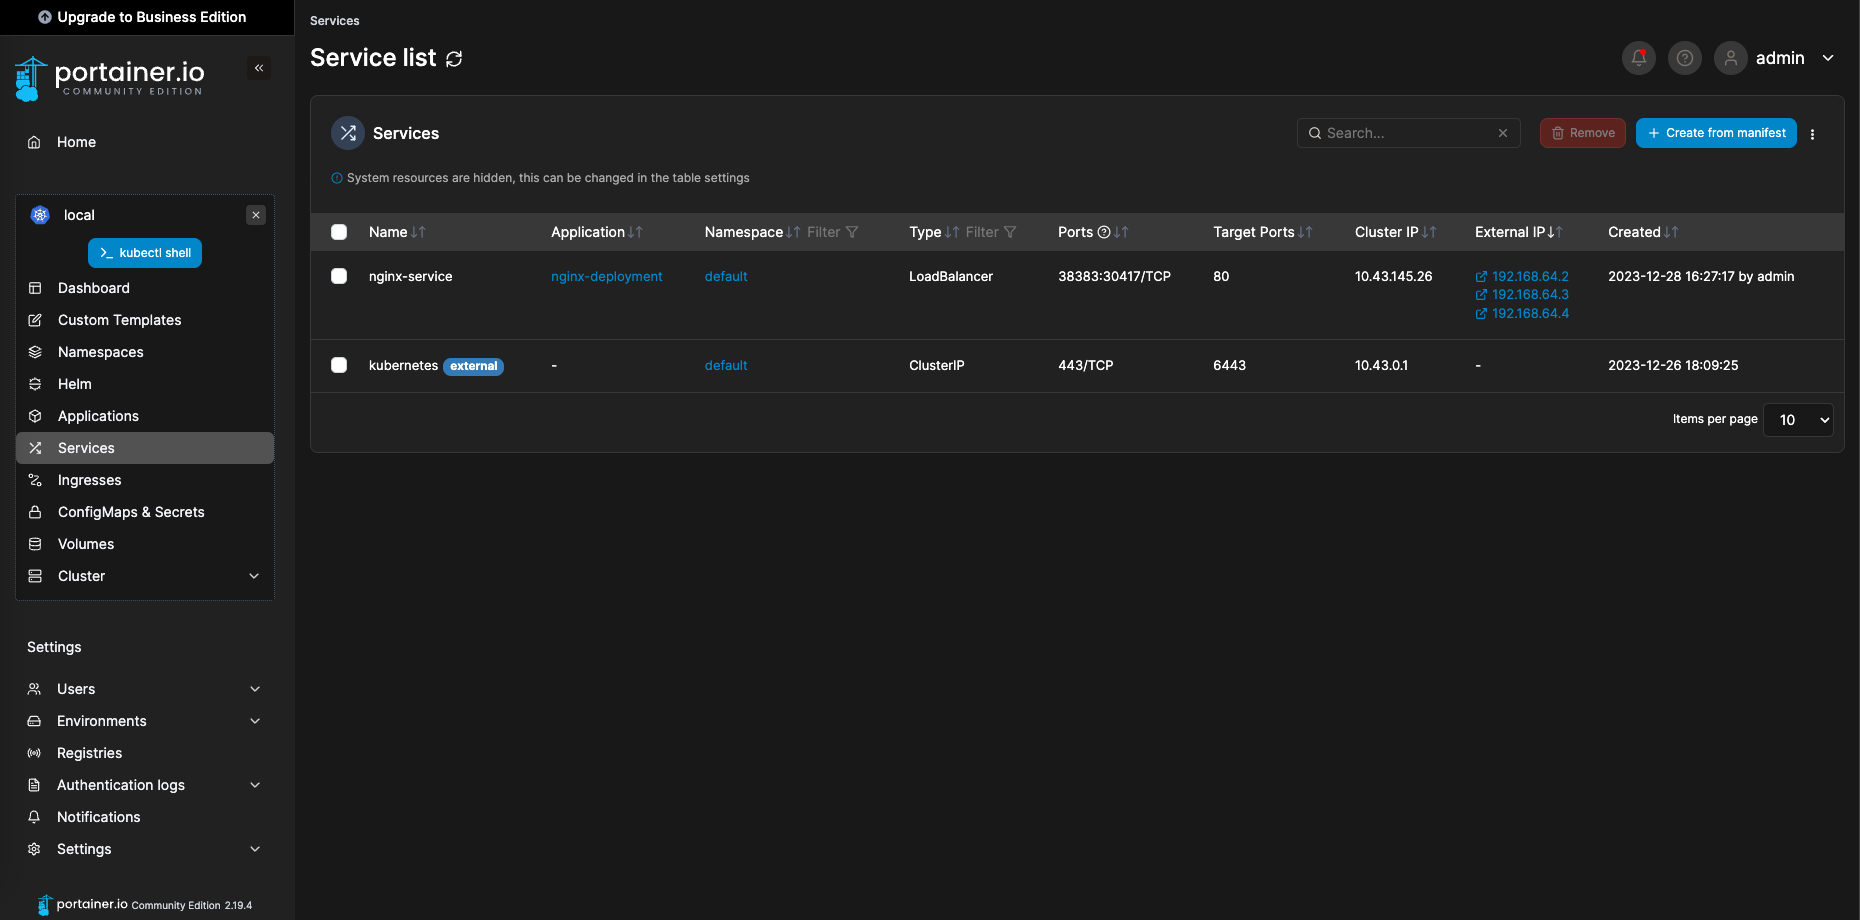 Upgrade to Business Edition
portainer.io
COMMUNITY EDITION
Home
local
kubectl shell
Dashboard
Custom Templates
Namespaces
Helm
Applications
Services
Ingresses
ConfigMaps & Secrets
Volumes
Cluster
Settings
Users
Environments
Registries
Authentication logs
Notifications
Settings
portainer.io Community Edition 2.19.4
Services
Service list
admin
Services
Search...
Remove
Create from manifest
System resources are hidden, this can be changed in the table settings
Name Application Namespace Filter Type Filter Ports Target Ports Cluster IP External IP Created
nginx-service nginx-deployment default LoadBalancer 38383:30417/TCP 80 10.43.145.26 192.168.64.2 2023-12-28 16:27:17 by admin
192.168.64.3
192.168.64.4
kubernetes external - default ClusterIP 443/TCP 6443 10.43.0.1 - 2023-12-26 18:09:25
Items per page 10